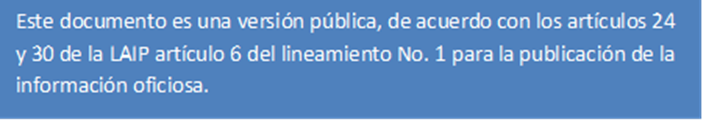 Este documento es una versión pública, de acuerdo con los artículos 24
y 30 de la LAIP artículo 6 del lineamiento No. 1 para la publicación de la
información oficiosa.